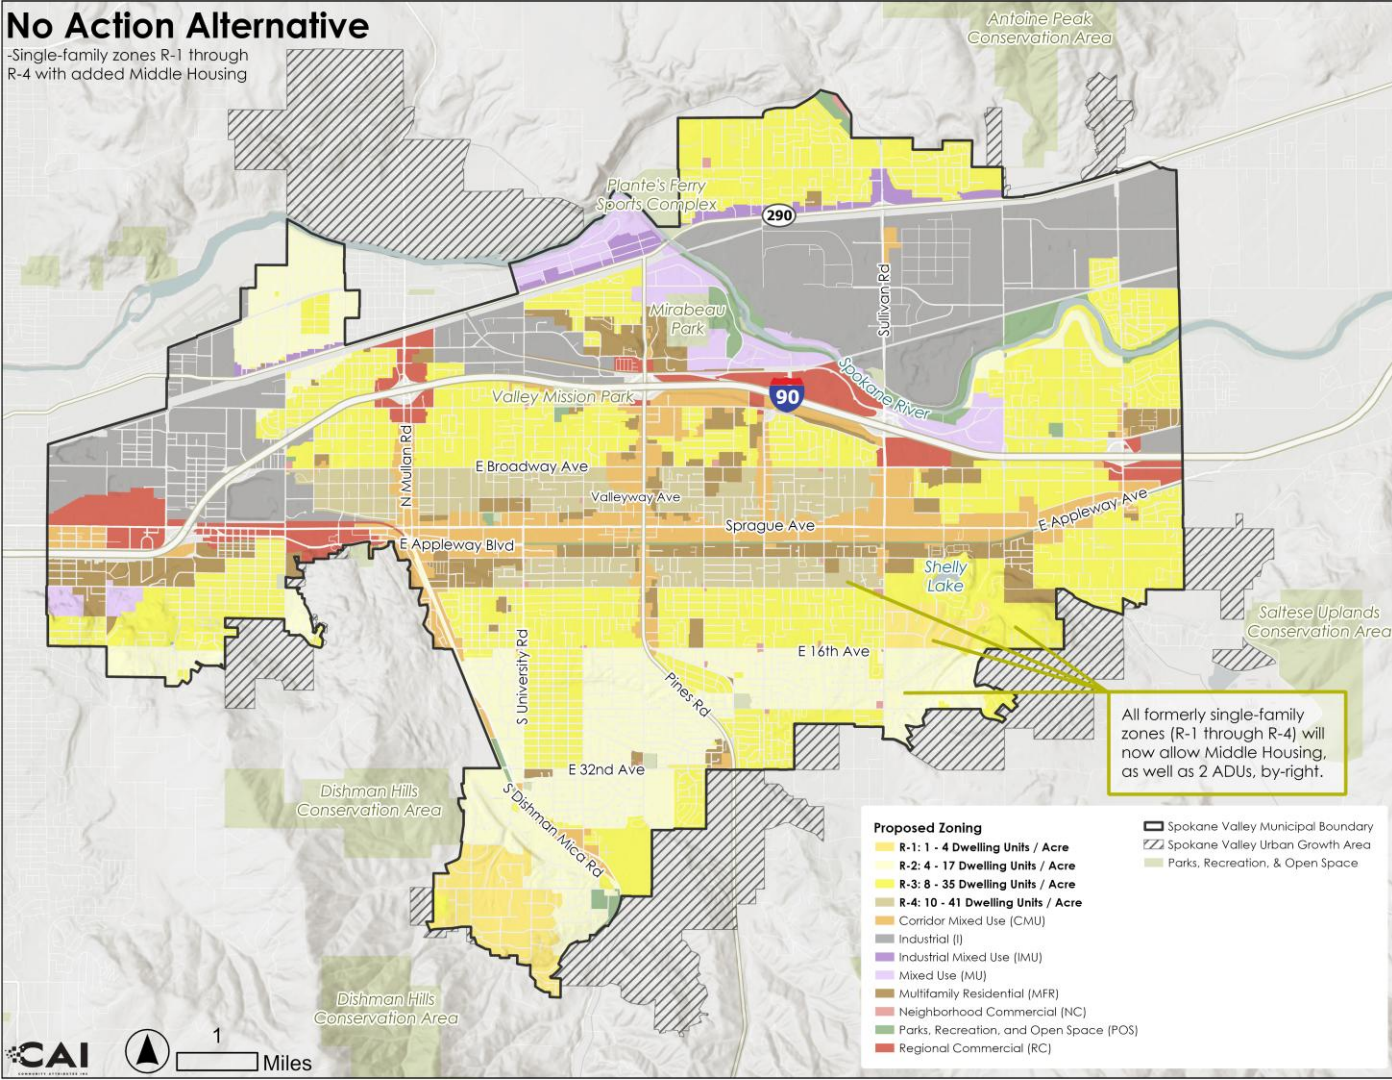 No Action Alternative
-Single-family zones R-1 through
R-4 with added Middle Housing
Antoine Peak
Conservation Area
Plante's Ferry
Sports Complex
290
Sullivan Rd
Mirabeau
Park
Spokane River
90
Valley Mission Park
N Mullan Rd
E Broadway Ave
Valleyway Ave
Sprague Ave
E Appleway Ave
E Appleway Blvd
Shelly
Lake
Saltese Uplands
Conservation Area
S University Rd
E 16th Ave
Pines Rd
All formerly single-family
zones (R-1 through R-4) will
now allow Middle Housing,
as well as 2 ADUs, by-right.
E 32nd Ave
Dishman Hills
Conservation Area
S Dishman Mica Rd
Dishman Hills
Conservation Area
Proposed Zoning
R-1: 1 - 4 Dwelling Units / Acre
R-2: 4 - 17 Dwelling Units / Acre
R-3: 8 - 35 Dwelling Units / Acre
R-4: 10 - 41 Dwelling Units / Acre
Corridor Mixed Use (CMU)
Industrial (I)
Industrial Mixed Use (IMU)
Mixed Use (MU)
Multifamily Residential (MFR)
Neighborhood Commercial (NC)
Parks, Recreation, and Open Space (POS)
Regional Commercial (RC)
Spokane Valley Municipal Boundary
Spokane Valley Urban Growth Area
Parks, Recreation, & Open Space
CAI
COMMUNITY ATTRIBUTES INC
1
Miles